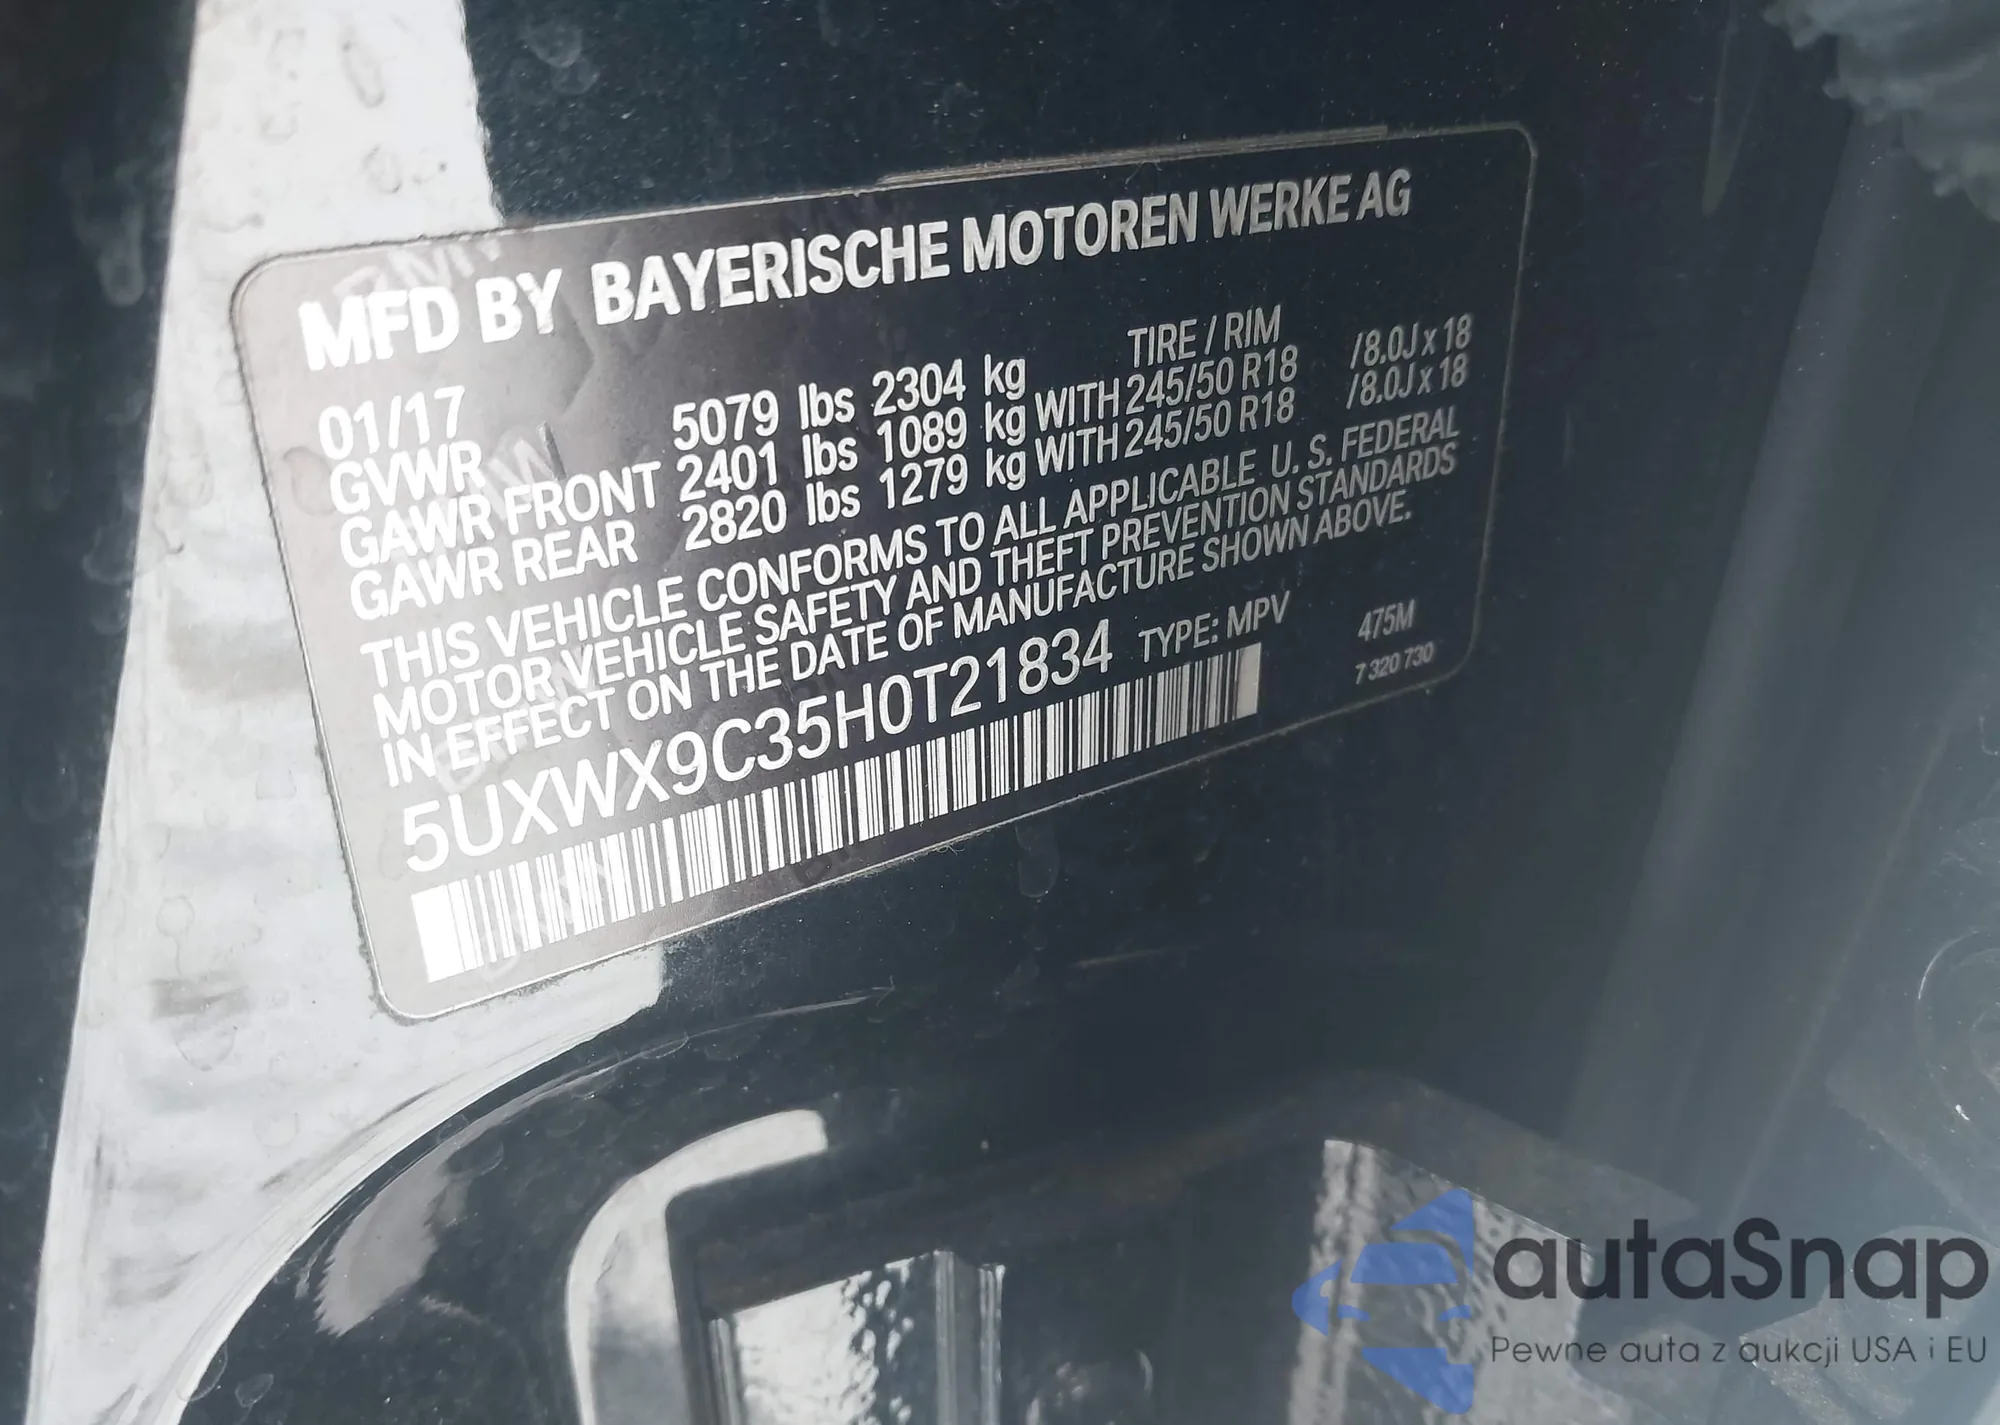 MFD BY BAYERISCHE MOTOREN WERKE AG
01/17 TIRE / RIM
GVWR 5079 lbs 2304 kg
GAWR FRONT 2401 lbs 1089 kg WITH 245/50 R18 /8.0J x 18
GAWR REAR 2820 lbs 1279 kg WITH 245/50 R18 /8.0J x 18
THIS VEHICLE CONFORMS TO ALL APPLICABLE U. S. FEDERAL
MOTOR VEHICLE SAFETY AND THEFT PREVENTION STANDARDS
IN EFFECT ON THE DATE OF MANUFACTURE SHOWN ABOVE.
5UXWX9C35H0T21834 TYPE: MPV 475M
7 320 730
autaSnap
Pewne auta z aukcji USA i EU